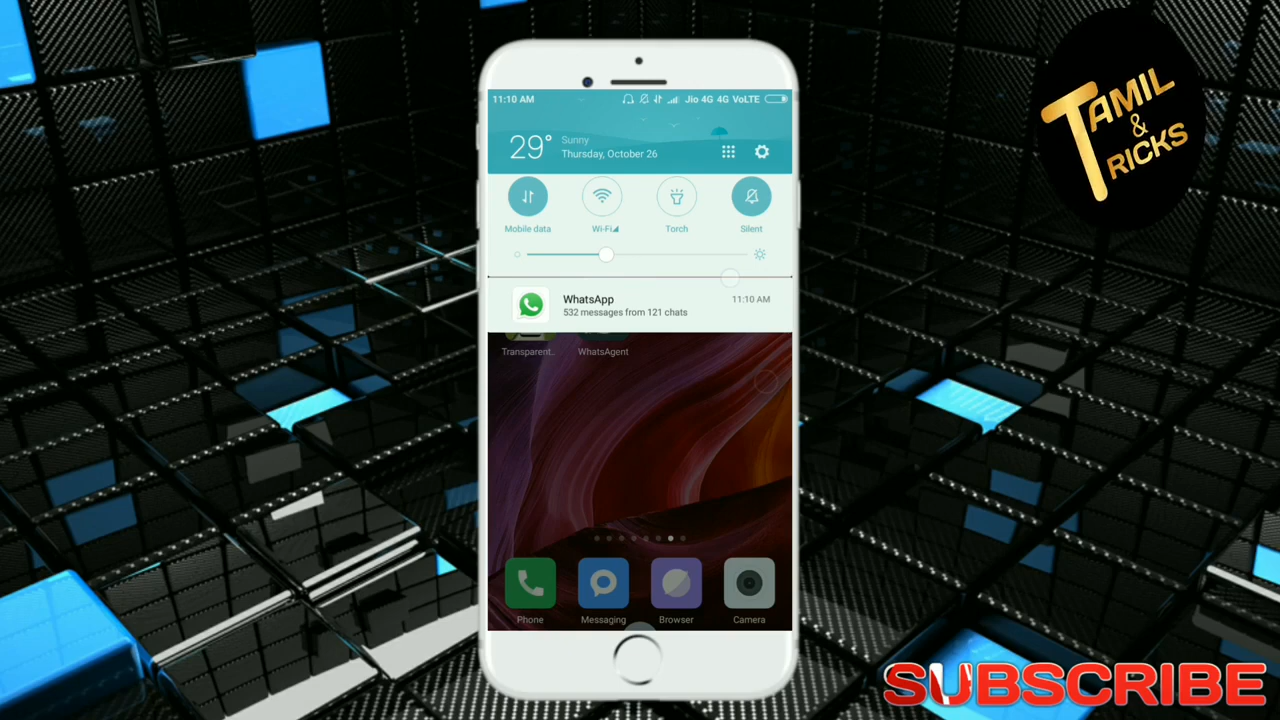 11:10 AM
Jio 4G 4G VoLTE
29°
Sunny
Thursday, October 26
Mobile data
Wi-Fi
Torch
Silent
WhatsApp
11:10 AM
532 messages from 121 chats
Transparent..
WhatsAgent
Phone
Messaging
Browser
Camera
TAMIL
&
TRICKS
SUBSCRIBE